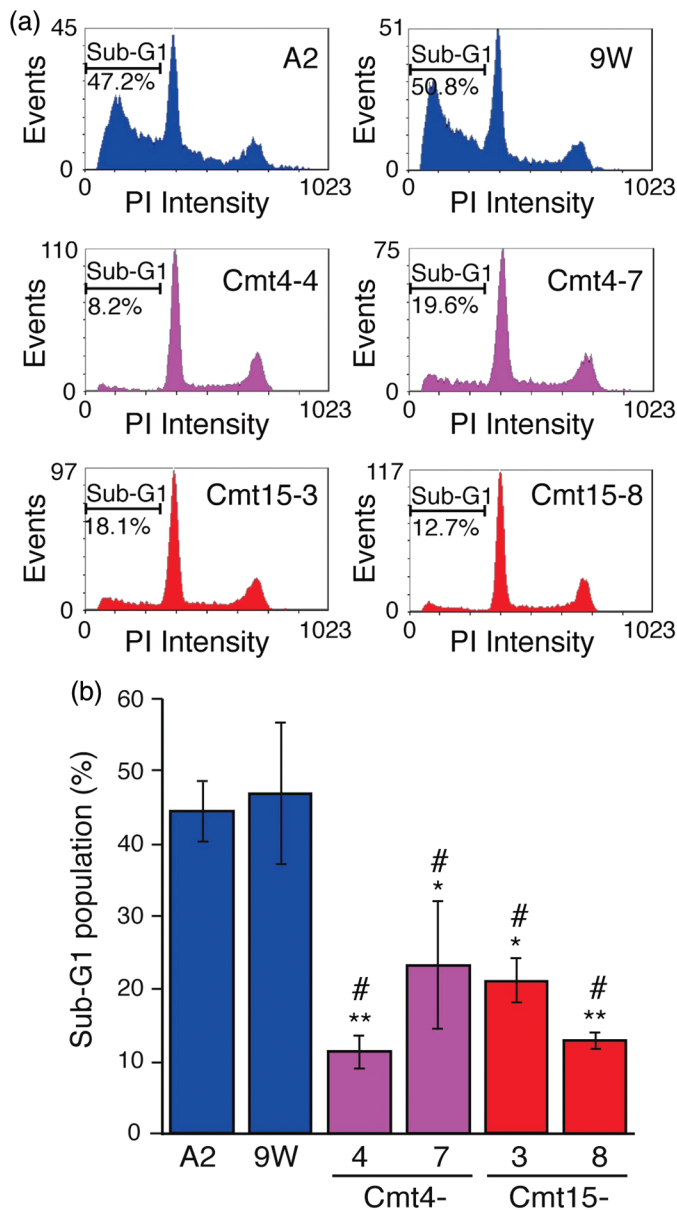 (a)
45
Sub-G1
47.2%
A2
Events
0
0
1023
PI Intensity
51
Sub-G1
50.8%
9W
Events
0
0
1023
PI Intensity
110
Sub-G1
8.2%
Cmt4-4
Events
0
0
1023
PI Intensity
75
Sub-G1
19.6%
Cmt4-7
Events
0
0
1023
PI Intensity
97
Sub-G1
18.1%
Cmt15-3
Events
0
0
1023
PI Intensity
117
Sub-G1
12.7%
Cmt15-8
Events
0
0
1023
PI Intensity
(b)
Sub-G1 population (%)
60
50
40
30
20
10
0
#
**
#
*
#
*
#
**
A2 9W 4 7 3 8
Cmt4- Cmt15-